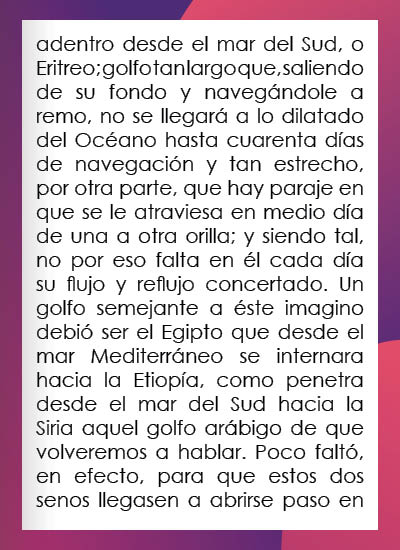 adentro desde el mar del Sud, o
Eritreo;golfotanlargoque,saliendo
de su fondo y navegándole a
remo, no se llegará a lo dilatado
del Océano hasta cuarenta días
de navegación y tan estrecho,
por otra parte, que hay paraje en
que se le atraviesa en medio día
de una a otra orilla; y siendo tal,
no por eso falta en él cada día
su flujo y reflujo concertado. Un
golfo semejante a éste imagino
debió ser el Egipto que desde el
mar Mediterráneo se internara
hacia la Etiopía, como penetra
desde el mar del Sud hacia la
Siria aquel golfo arábigo de que
volveremos a hablar. Poco faltó,
en efecto, para que estos dos
senos llegasen a abrirse paso en